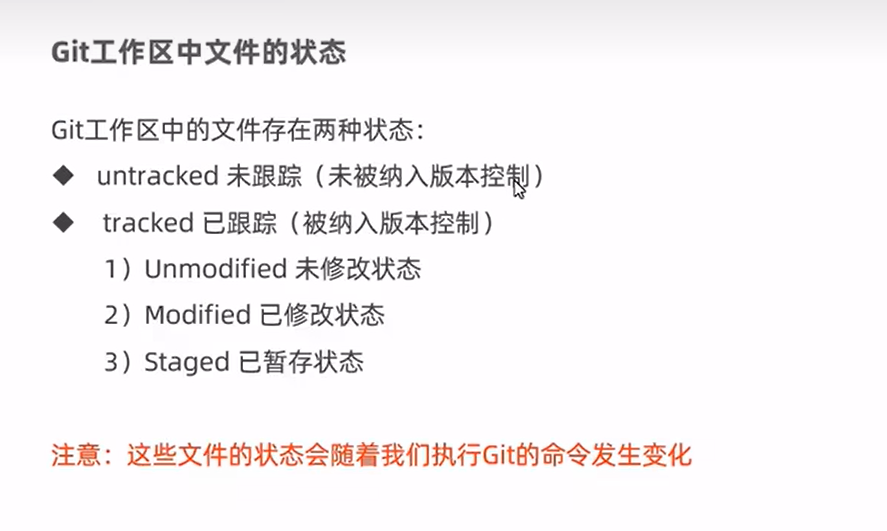 Git工作区中文件的状态
Git工作区中的文件存在两种状态：
◆ untracked 未跟踪（未被纳入版本控制）
◆ tracked 已跟踪（被纳入版本控制）
1）Unmodified 未修改状态
2）Modified 已修改状态
3）Staged 已暂存状态
注意：这些文件的状态会随着我们执行Git的命令发生变化